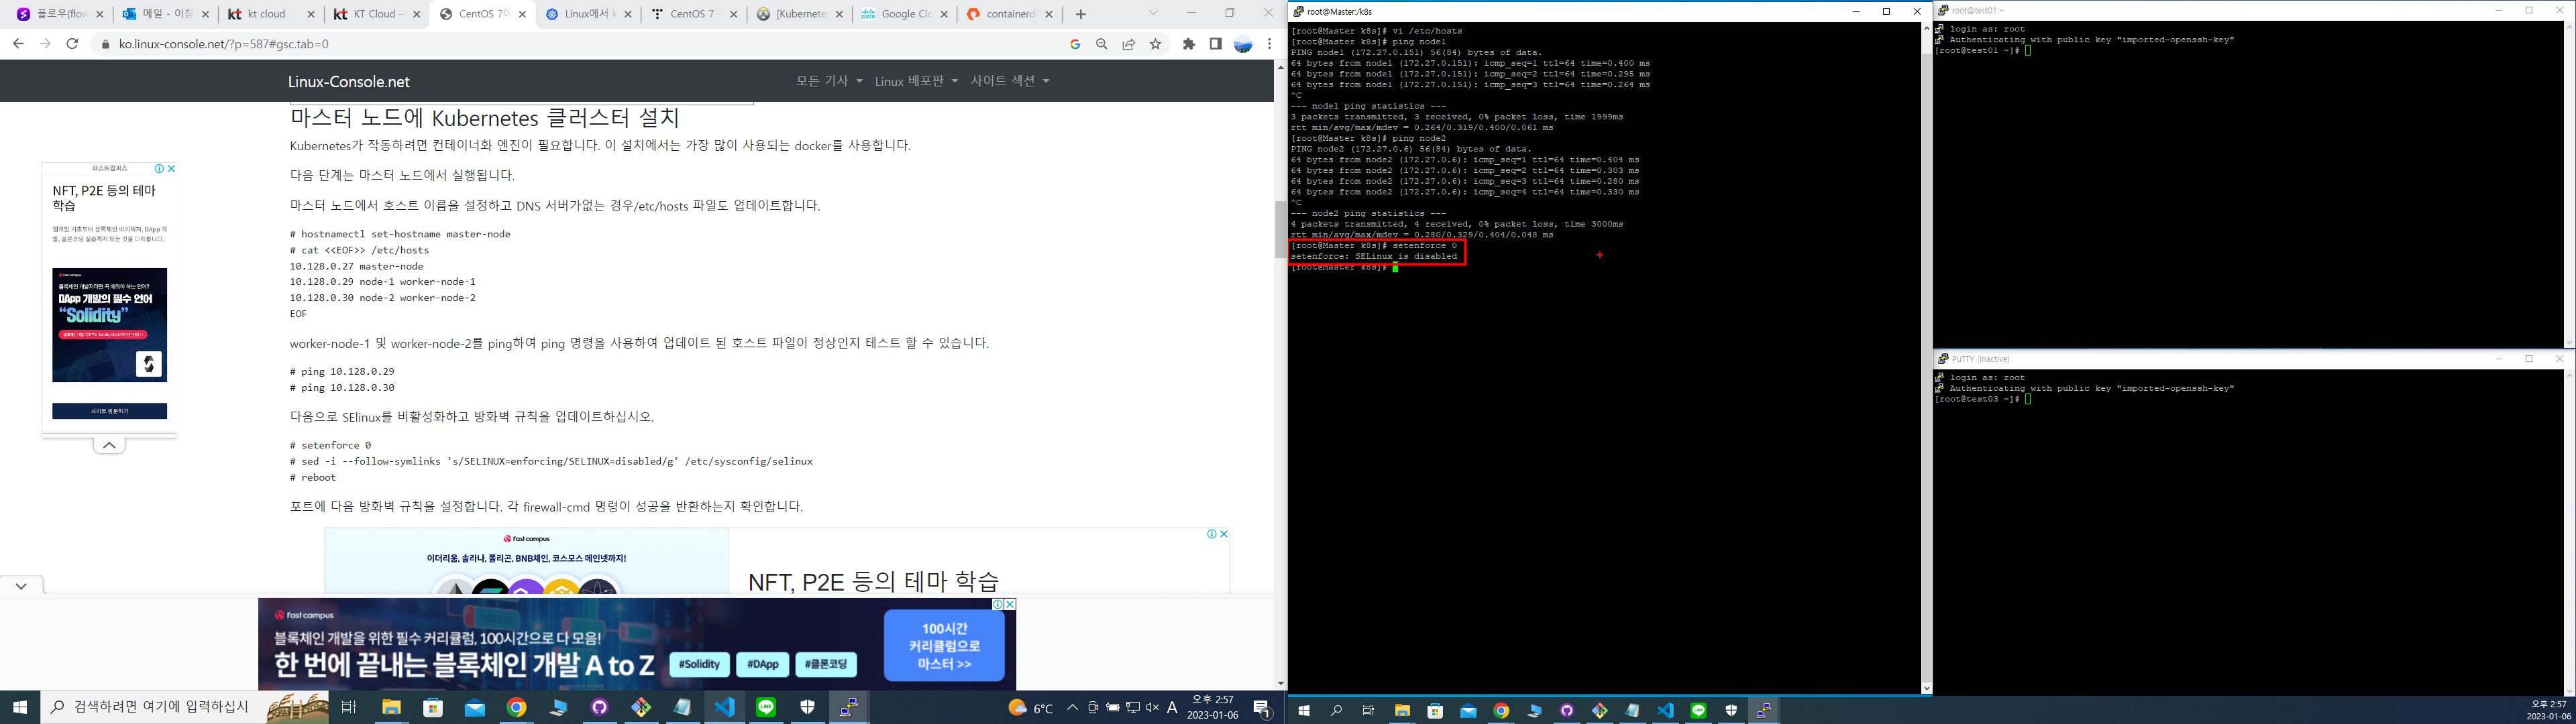 플로우(flow
메일 - 이창
kt cloud
KT Cloud –
CentOS 7에
Linux에서 k
CentOS 7 -
[Kubernete
Google Clo
containerd
ko.linux-console.net/?p=587#gsc.tab=0
Linux-Console.net
모든 기사
Linux 배포판
사이트 섹션
마스터 노드에 Kubernetes 클러스터 설치
Kubernetes가 작동하려면 컨테이너화 엔진이 필요합니다. 이 설치에서는 가장 많이 사용되는 docker를 사용합니다.
다음 단계는 마스터 노드에서 실행됩니다.
마스터 노드에서 호스트 이름을 설정하고 DNS 서버가없는 경우/etc/hosts 파일도 업데이트합니다.
# hostnamectl set-hostname master-node
# cat <<EOF>> /etc/hosts
10.128.0.27 master-node
10.128.0.29 node-1 worker-node-1
10.128.0.30 node-2 worker-node-2
EOF
worker-node-1 및 worker-node-2를 ping하여 ping 명령을 사용하여 업데이트 된 호스트 파일이 정상인지 테스트 할 수 있습니다.
# ping 10.128.0.29
# ping 10.128.0.30
다음으로 SElinux를 비활성화하고 방화벽 규칙을 업데이트하십시오.
# setenforce 0
# sed -i --follow-symlinks 's/SELINUX=enforcing/SELINUX=disabled/g' /etc/sysconfig/selinux
# reboot
포트에 다음 방화벽 규칙을 설정합니다. 각 firewall-cmd 명령이 성공을 반환하는지 확인합니다.
패스트캠퍼스
NFT, P2E 등의 테마
학습
fast campus
블록체인 개발자라면 꼭 배워야 하는 언어?
DApp 개발의 필수 언어
“Solidity”
사이트 방문하기
fast campus
이더리움, 솔라나, 폴리곤, BNB체인, 코스모스 메인넷까지!
NFT, P2E 등의 테마 학습
fast campus
블록체인 개발을 위한 필수 커리큘럼, 100시간으로 다 모음!
한 번에 끝내는 블록체인 개발 A to Z
#Solidity
#DApp
#클론코딩
100시간
커리큘럼으로
마스터 >>
검색하려면 여기에 입력하십시
6°C
A
오후 2:57
2023-01-06
1
root@Master:/k8s
[root@Master k8s]# vi /etc/hosts
[root@Master k8s]# ping node1
PING node1 (172.27.0.151) 56(84) bytes of data.
64 bytes from node1 (172.27.0.151): icmp_seq=1 ttl=64 time=0.400 ms
64 bytes from node1 (172.27.0.151): icmp_seq=2 ttl=64 time=0.295 ms
64 bytes from node1 (172.27.0.151): icmp_seq=3 ttl=64 time=0.264 ms
^C
--- node1 ping statistics ---
3 packets transmitted, 3 received, 0% packet loss, time 1999ms
rtt min/avg/max/mdev = 0.264/0.319/0.400/0.061 ms
[root@Master k8s]# ping node2
PING node2 (172.27.0.6) 56(84) bytes of data.
64 bytes from node2 (172.27.0.6): icmp_seq=1 ttl=64 time=0.404 ms
64 bytes from node2 (172.27.0.6): icmp_seq=2 ttl=64 time=0.303 ms
64 bytes from node2 (172.27.0.6): icmp_seq=3 ttl=64 time=0.280 ms
64 bytes from node2 (172.27.0.6): icmp_seq=4 ttl=64 time=0.330 ms
^C
--- node2 ping statistics ---
4 packets transmitted, 4 received, 0% packet loss, time 3000ms
rtt min/avg/max/mdev = 0.280/0.329/0.404/0.048 ms
[root@Master k8s]# setenforce 0
setenforce: SELinux is disabled
[root@Master k8s]#
root@test01:~
login as: root
Authenticating with public key "imported-openssh-key"
[root@test01 ~]#
PuTTY (inactive)
login as: root
Authenticating with public key "imported-openssh-key"
[root@test03 ~]#
오후 2:57
2023-01-06